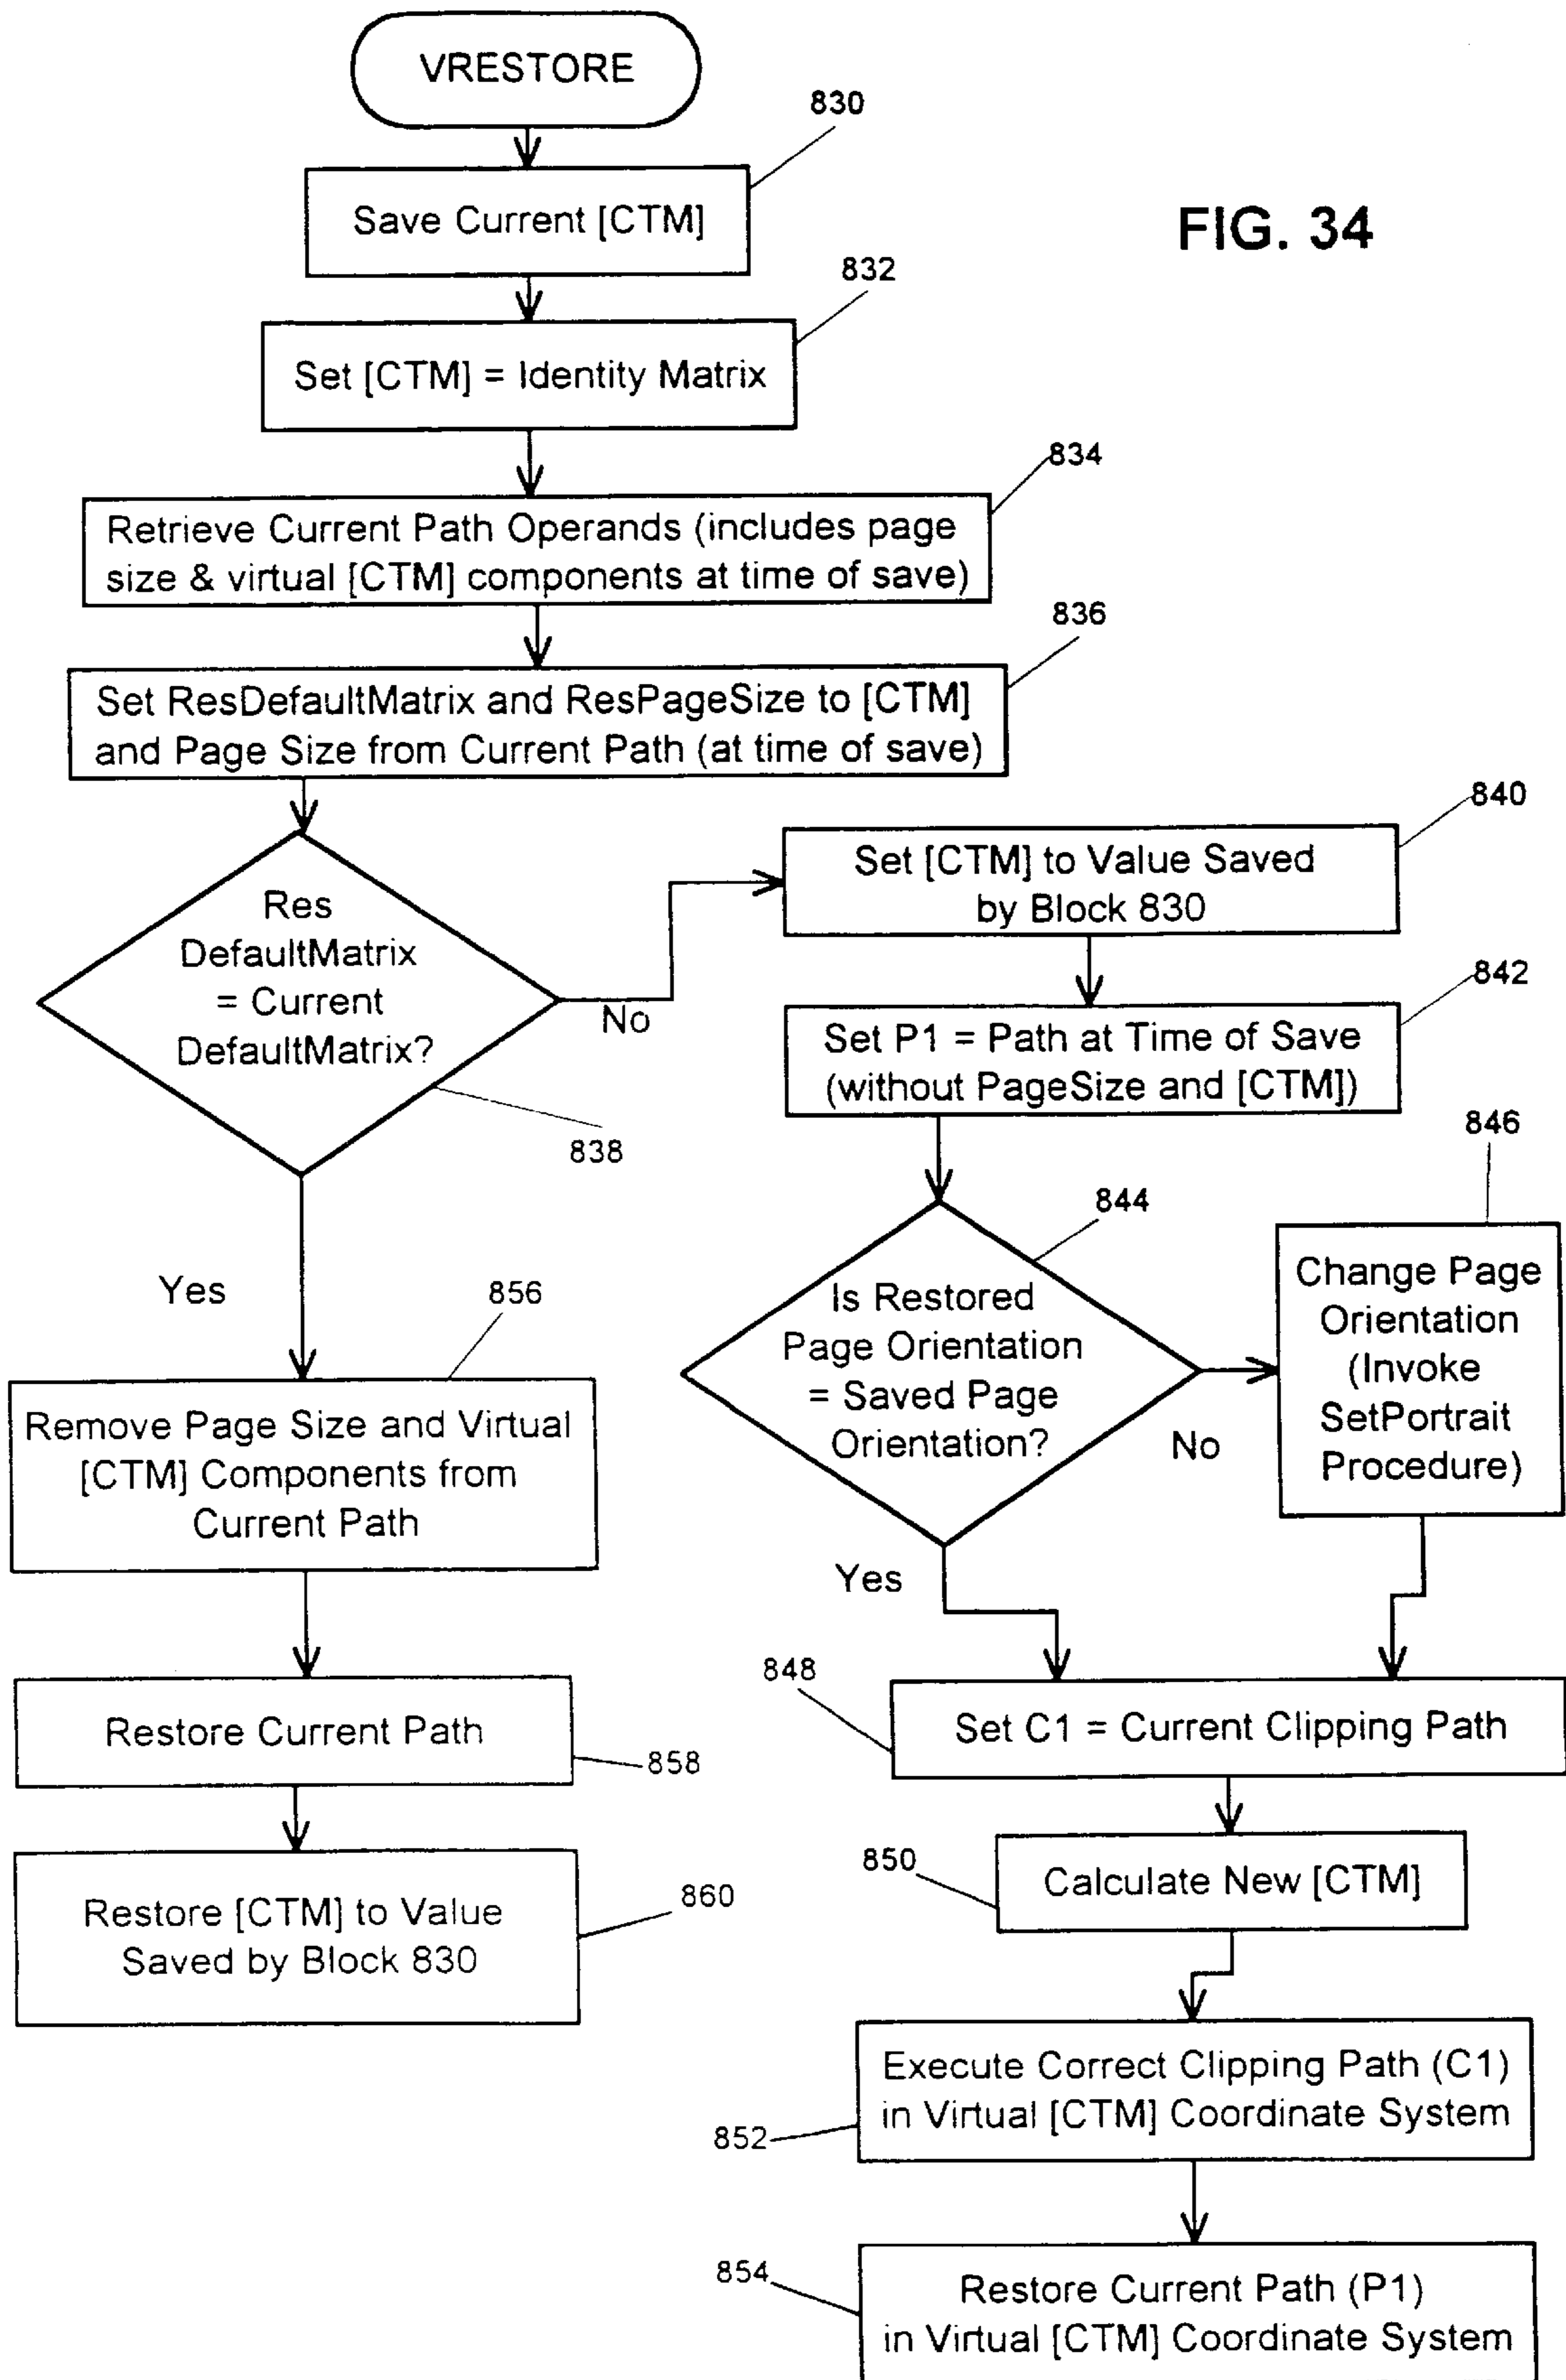 VRESTORE
830
Save Current [CTM]
FIG. 34
832
Set [CTM] = Identity Matrix
834
Retrieve Current Path Operands (includes page
size & virtual [CTM] components at time of save)
836
Set ResDefaultMatrix and ResPageSize to [CTM]
and Page Size from Current Path (at time of save)
Res
DefaultMatrix
= Current
DefaultMatrix?
No
838
Yes
840
Set [CTM] to Value Saved
by Block 830
842
Set P1 = Path at Time of Save
(without PageSize and [CTM])
844
Is Restored
Page Orientation
= Saved Page
Orientation?
No
Yes
846
Change Page
Orientation
(Invoke
SetPortrait
Procedure)
856
Remove Page Size and Virtual
[CTM] Components from
Current Path
Restore Current Path
858
Restore [CTM] to Value
Saved by Block 830
860
848
Set C1 = Current Clipping Path
850
Calculate New [CTM]
Execute Correct Clipping Path (C1)
in Virtual [CTM] Coordinate System
852
854
Restore Current Path (P1)
in Virtual [CTM] Coordinate System